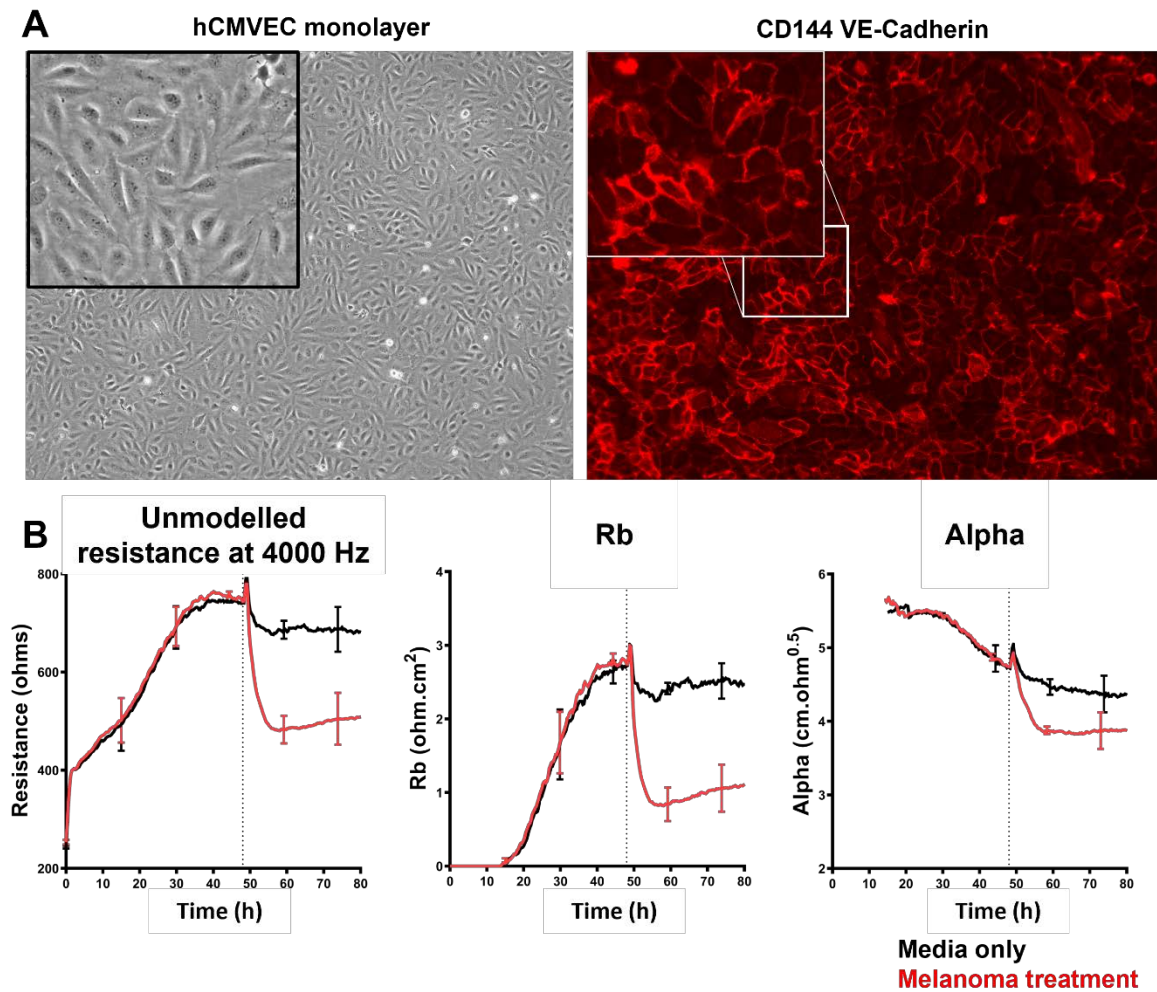 A
hCMVEC monolayer
CD144 VE-Cadherin
B
Unmodelled
resistance at 4000 Hz
Resistance (ohms)
800
600
400
200
0 10 20 30 40 50 60 70 80
Time (h)
Rb
Rb (ohm.cm²)
4
3
2
1
0
0 10 20 30 40 50 60 70 80
Time (h)
Alpha
Alpha (cm.ohm⁰·⁵)
6
5
4
3
2
0 10 20 30 40 50 60 70 80
Time (h)
Media only
Melanoma treatment